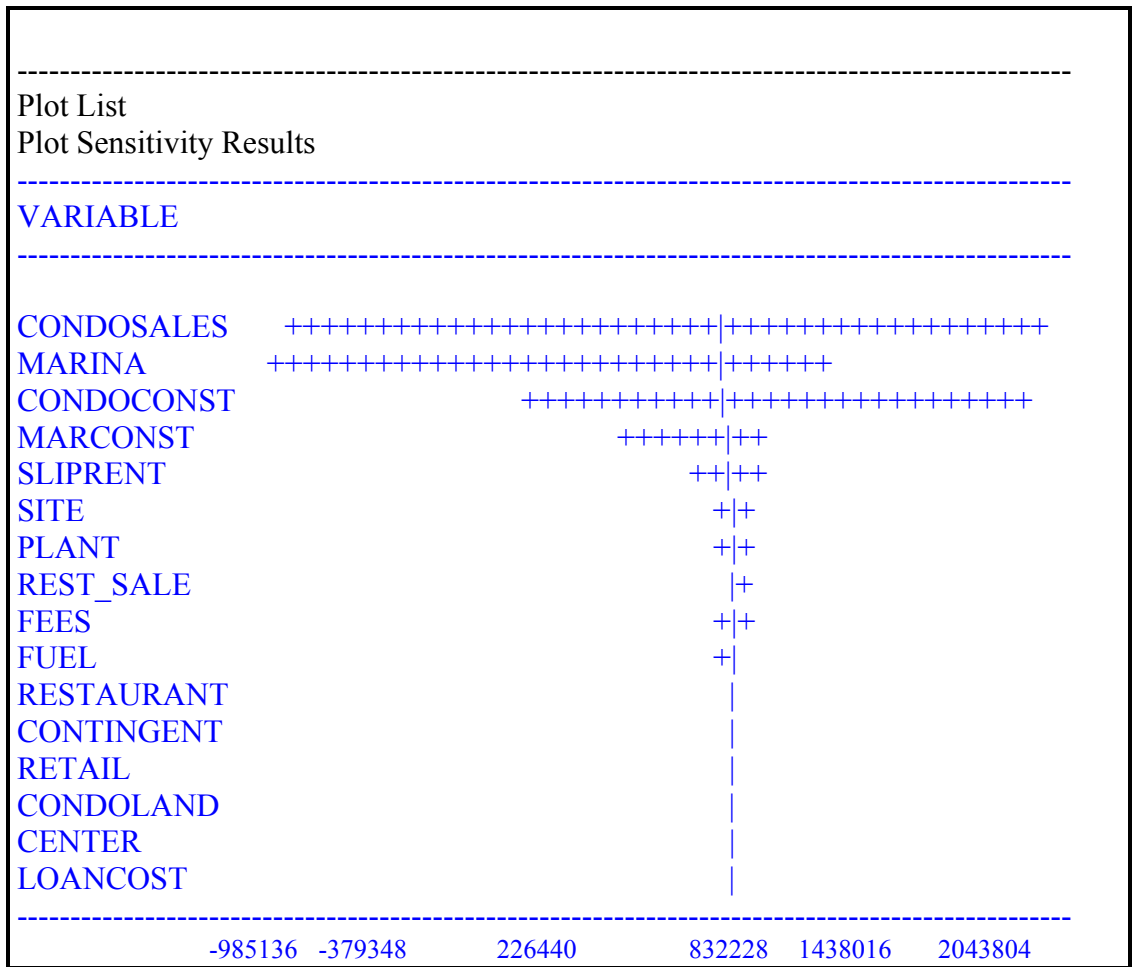 ---------------------------------------------------------------------------------------------------
Plot List
Plot Sensitivity Results
---------------------------------------------------------------------------------------------------
VARIABLE
---------------------------------------------------------------------------------------------------
CONDOSALES ++++++++++++++++++++++++|++++++++++++++++++
MARINA +++++++++++++++++++++++++|++++++
CONDOCONST +++++++++++|+++++++++++++++++
MARCONST ++++++|++
SLIPRENT ++|++
SITE +|+
PLANT +|+
REST_SALE |+
FEES +|+
FUEL +|
RESTAURANT |
CONTINGENT |
RETAIL |
CONDOLAND |
CENTER |
LOANCOST |
---------------------------------------------------------------------------------------------------
-985136 -379348 226440 832228 1438016 2043804